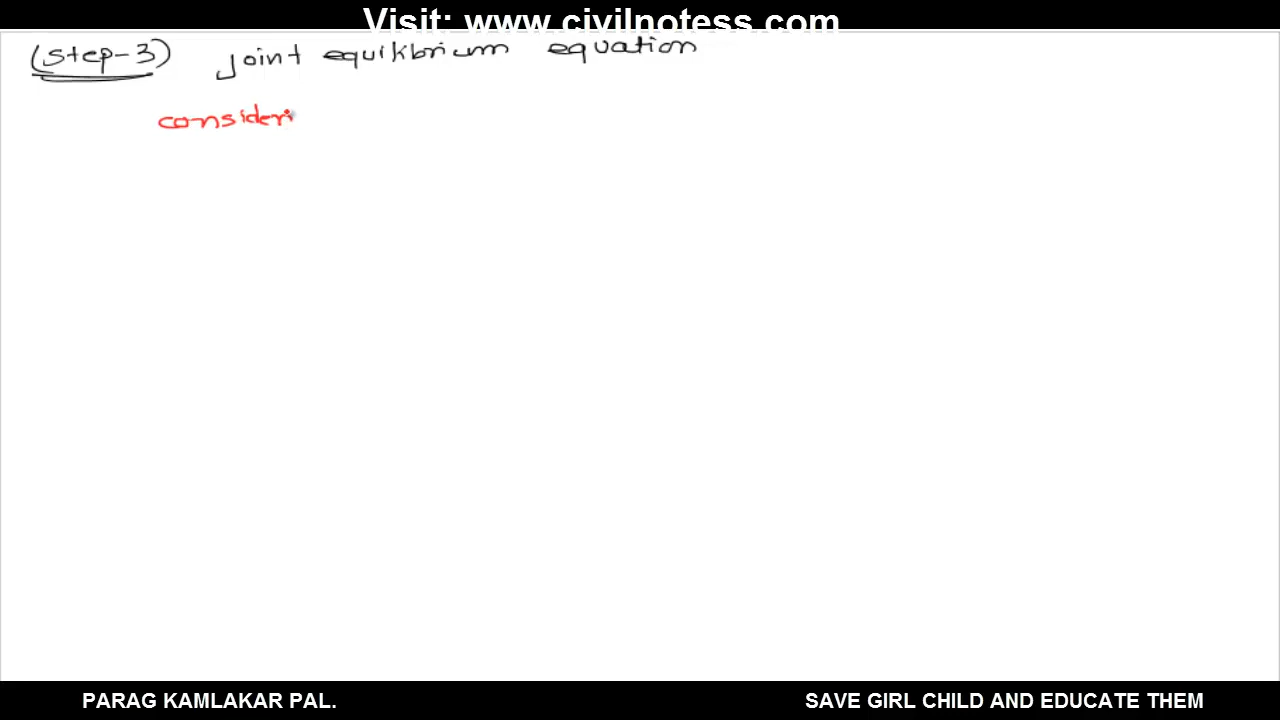 Visit: www.civilnotess.com
(Step-3) Joint equilibrium equation
consideri
PARAG KAMLAKAR PAL.
SAVE GIRL CHILD AND EDUCATE THEM